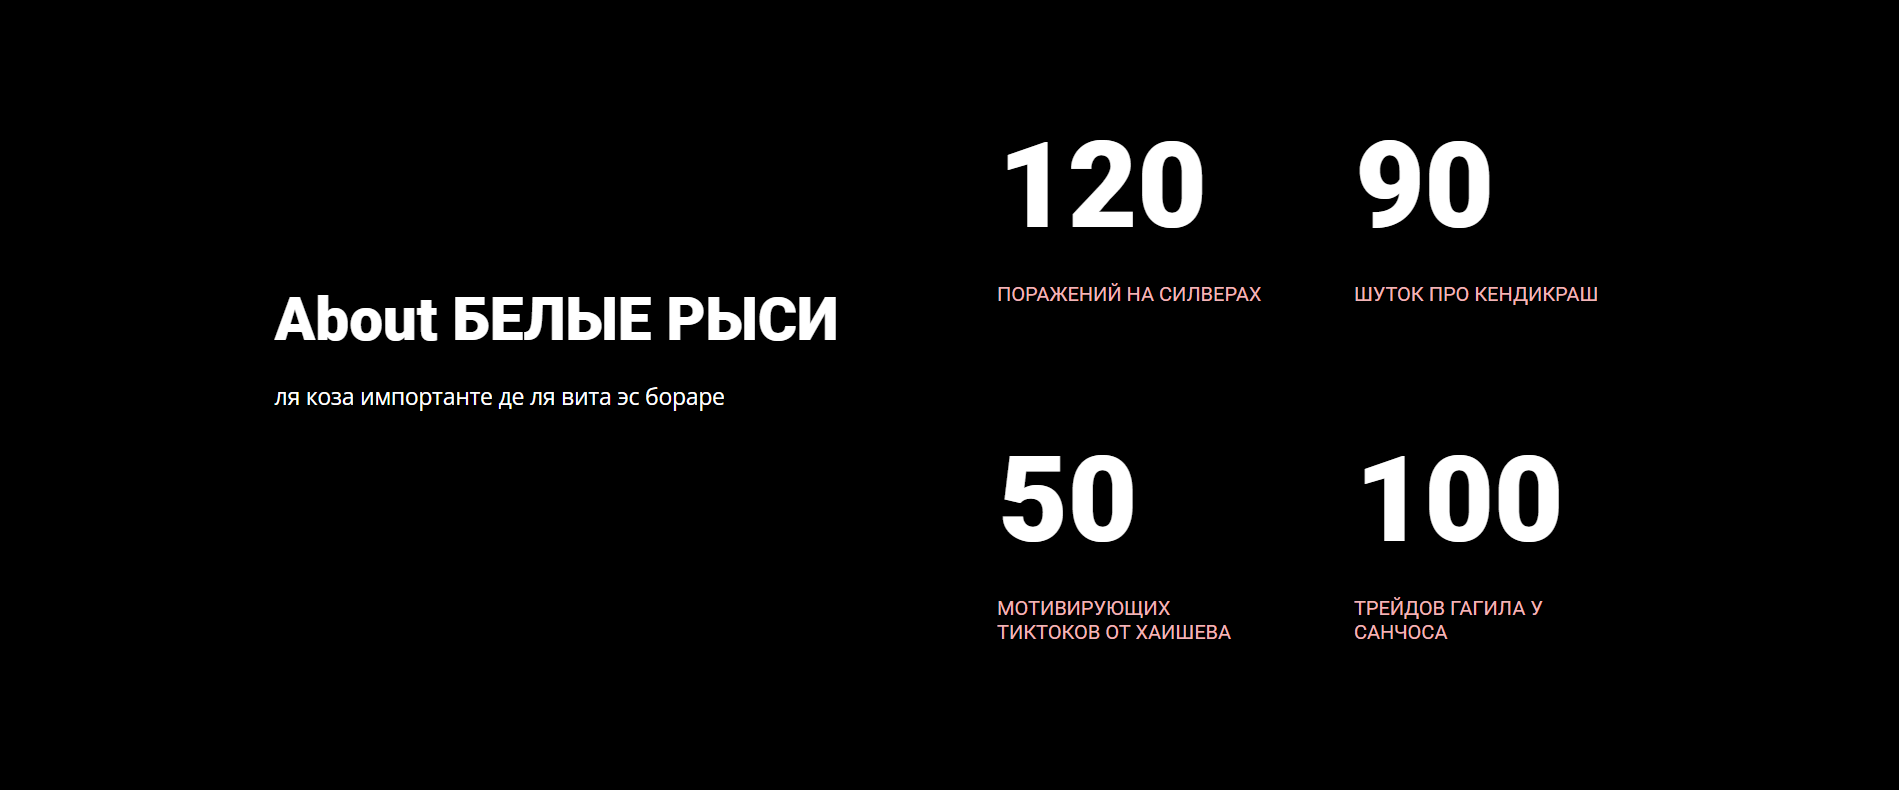 About БЕЛЫЕ РЫСИ
ля коза импортанте де ля вита эс бораре
120
ПОРАЖЕНИЙ НА СИЛВЕРАХ
90
ШУТОК ПРО КЕНДИКРАШ
50
МОТИВИРУЮЩИХ
ТИКТОКОВ ОТ ХАИШЕВА
100
ТРЕЙДОВ ГАГИЛА У
САНЧОСА